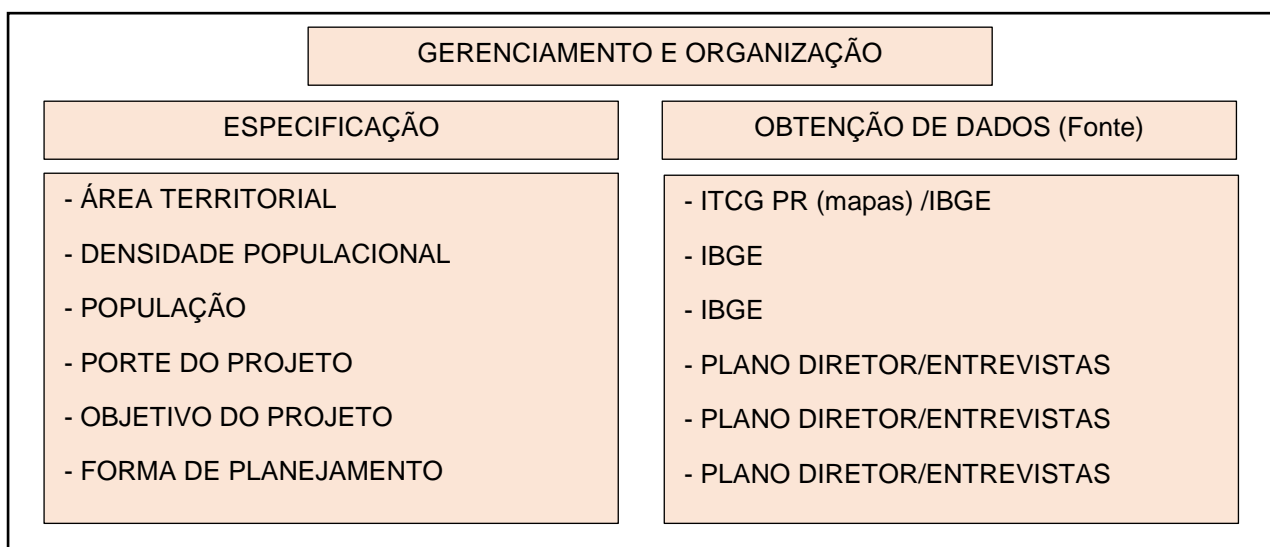 GERENCIAMENTO E ORGANIZAÇÃO
ESPECIFICAÇÃO
- ÁREA TERRITORIAL
- DENSIDADE POPULACIONAL
- POPULAÇÃO
- PORTE DO PROJETO
- OBJETIVO DO PROJETO
- FORMA DE PLANEJAMENTO
OBTENÇÃO DE DADOS (Fonte)
- ITCG PR (mapas) /IBGE
- IBGE
- IBGE
- PLANO DIRETOR/ENTREVISTAS
- PLANO DIRETOR/ENTREVISTAS
- PLANO DIRETOR/ENTREVISTAS